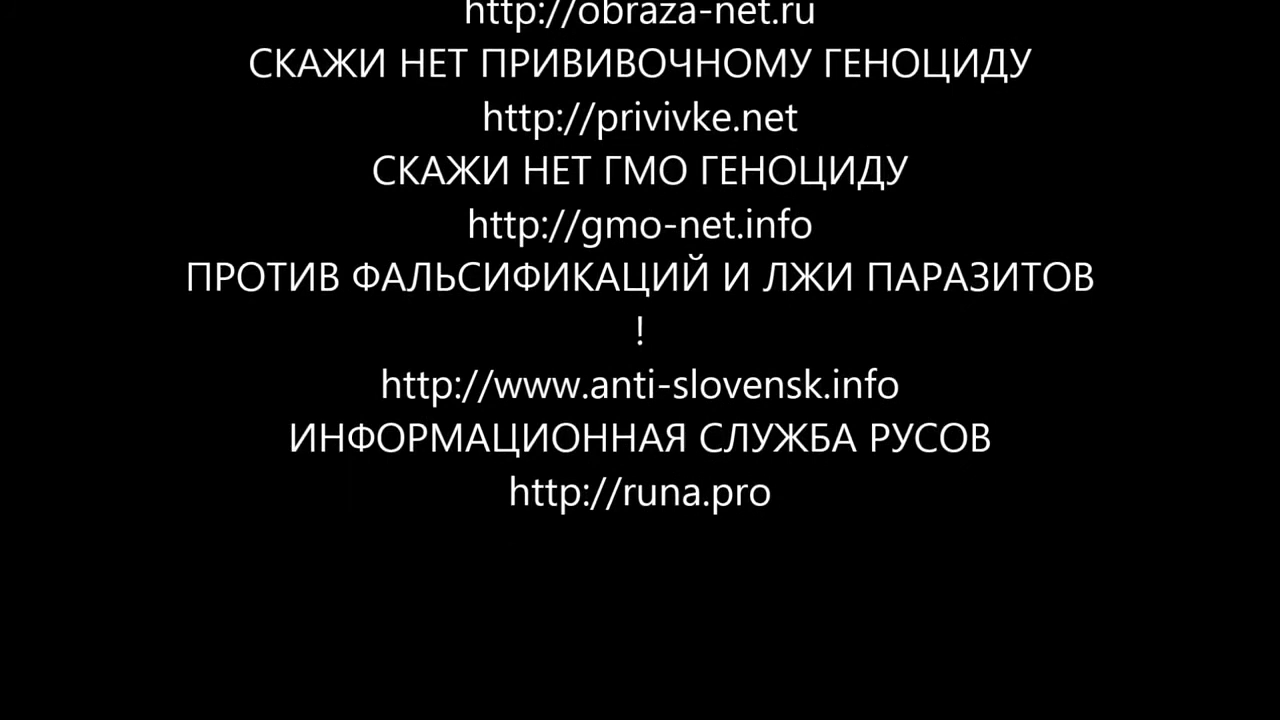 http://obraza-net.ru
СКАЖИ НЕТ ПРИВИВОЧНОМУ ГЕНОЦИДУ
http://privivke.net
СКАЖИ НЕТ ГМО ГЕНОЦИДУ
http://gmo-net.info
ПРОТИВ ФАЛЬСИФИКАЦИЙ И ЛЖИ ПАРАЗИТОВ
!
http://www.anti-slovensk.info
ИНФОРМАЦИОННАЯ СЛУЖБА РУСОВ
http://runa.pro